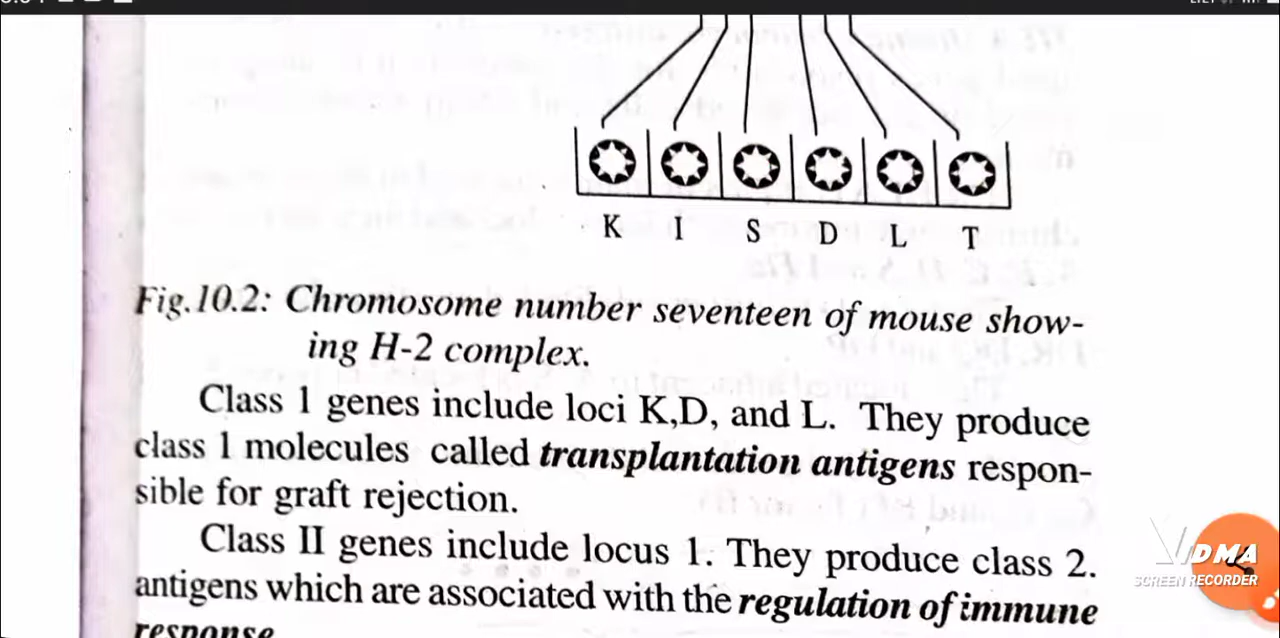 K I S D L T
Fig.10.2: Chromosome number seventeen of mouse show-
ing H-2 complex.
Class 1 genes include loci K,D, and L. They produce
class 1 molecules called transplantation antigens respon-
sible for graft rejection.
Class II genes include locus 1. They produce class 2.
antigens which are associated with the regulation of immune
response
VDMA
SCREEN RECORDER